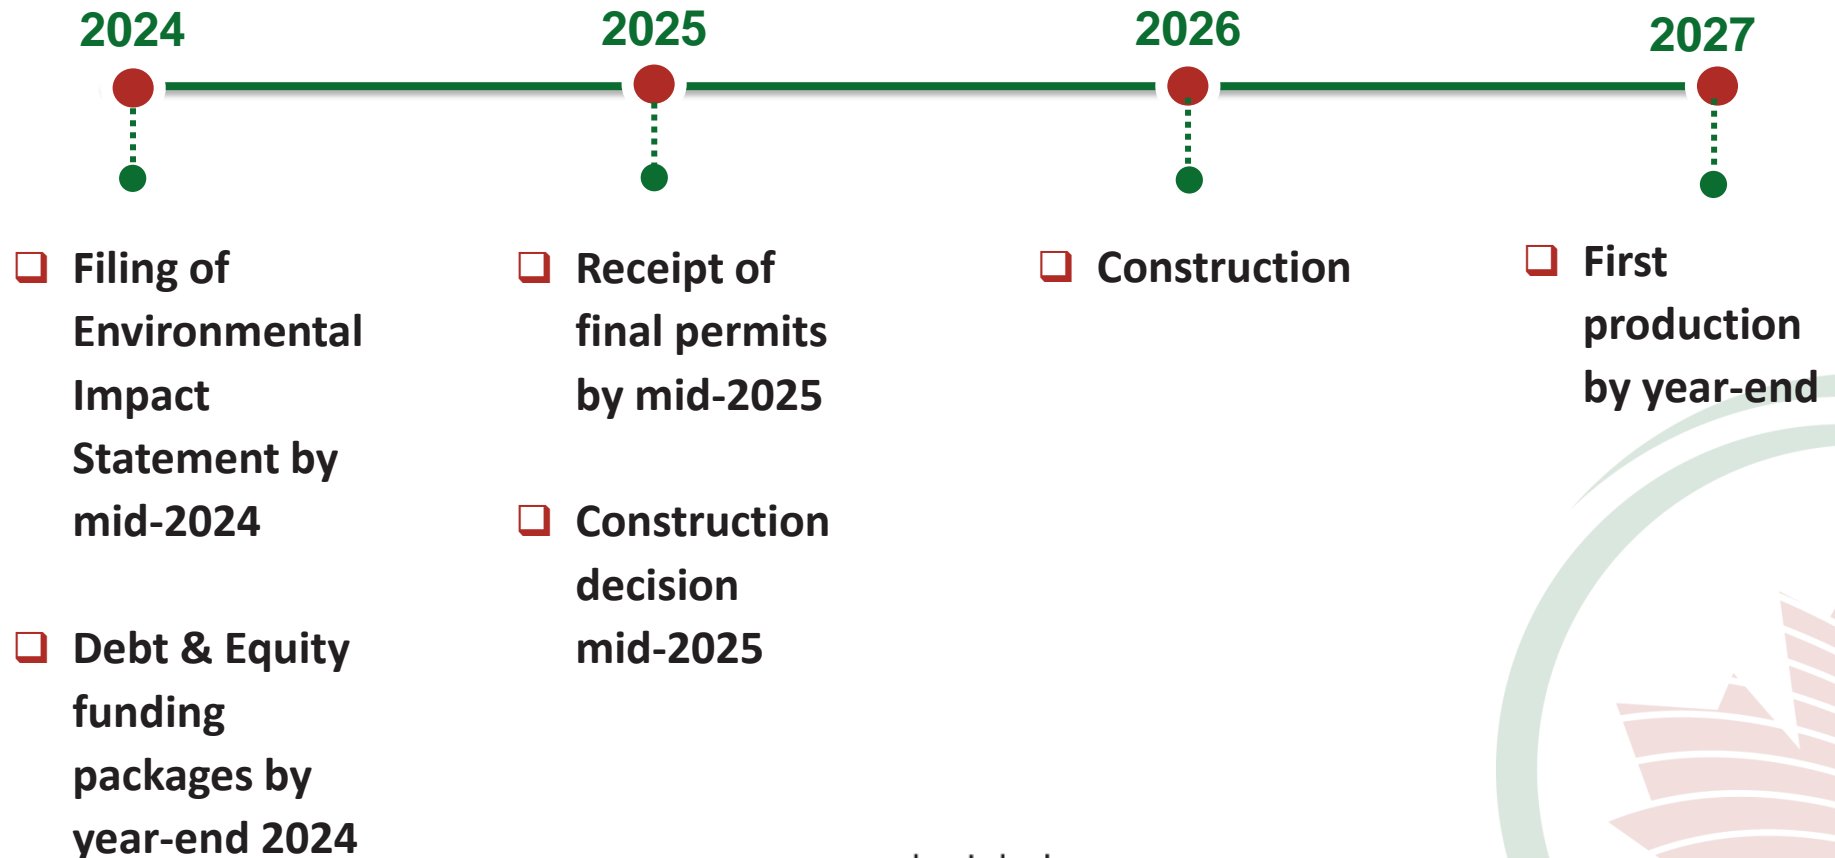 2024
2025
2026
2027
Filing of
Environmental
Impact
Statement by
mid-2024
Debt & Equity
funding
packages by
year-end 2024
Receipt of
final permits
by mid-2025
Construction
decision
mid-2025
Construction
First
production
by year-end